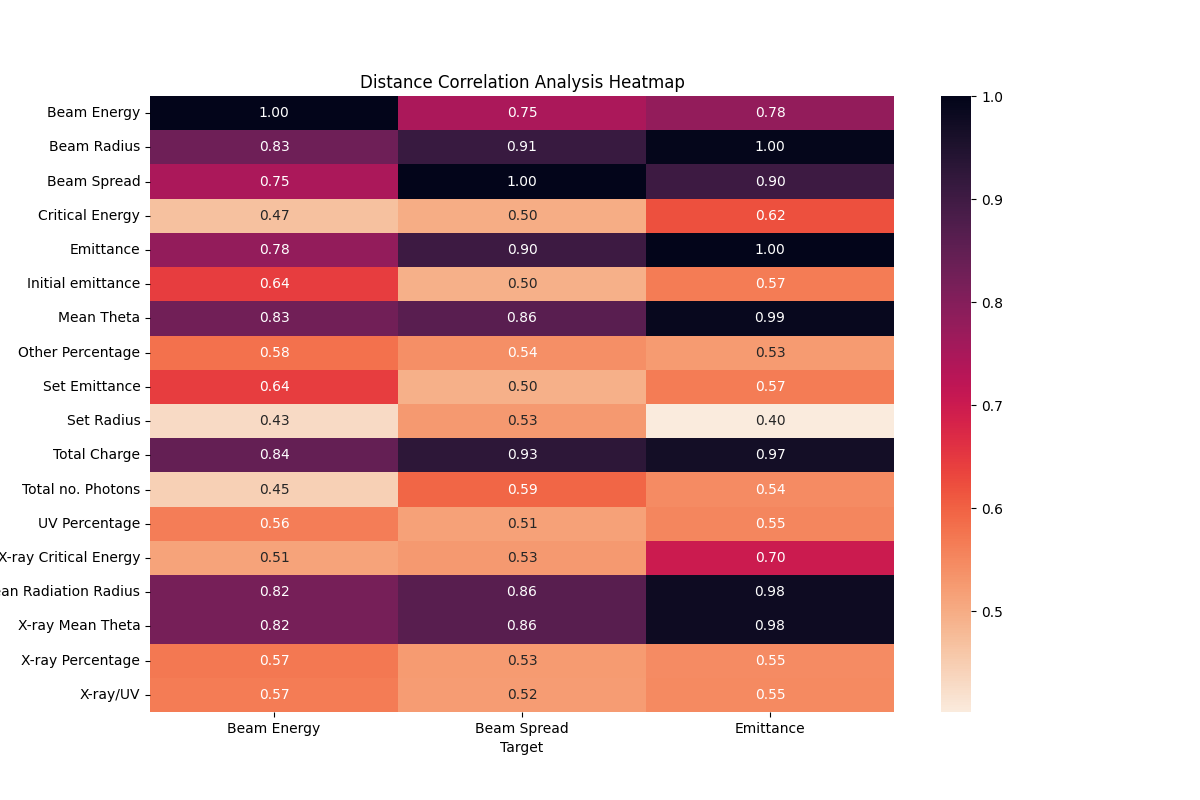 Distance Correlation Analysis Heatmap
Beam Energy 1.00 0.75 0.78
Beam Radius 0.83 0.91 1.00
Beam Spread 0.75 1.00 0.90
Critical Energy 0.47 0.50 0.62
Emittance 0.78 0.90 1.00
Initial emittance 0.64 0.50 0.57
Mean Theta 0.83 0.86 0.99
Other Percentage 0.58 0.54 0.53
Set Emittance 0.64 0.50 0.57
Set Radius 0.43 0.53 0.40
Total Charge 0.84 0.93 0.97
Total no. Photons 0.45 0.59 0.54
UV Percentage 0.56 0.51 0.55
X-ray Critical Energy 0.51 0.53 0.70
an Radiation Radius 0.82 0.86 0.98
X-ray Mean Theta 0.82 0.86 0.98
X-ray Percentage 0.57 0.53 0.55
X-ray/UV 0.57 0.52 0.55
Beam Energy Beam Spread Emittance
Target
1.0
0.9
0.8
0.7
0.6
0.5